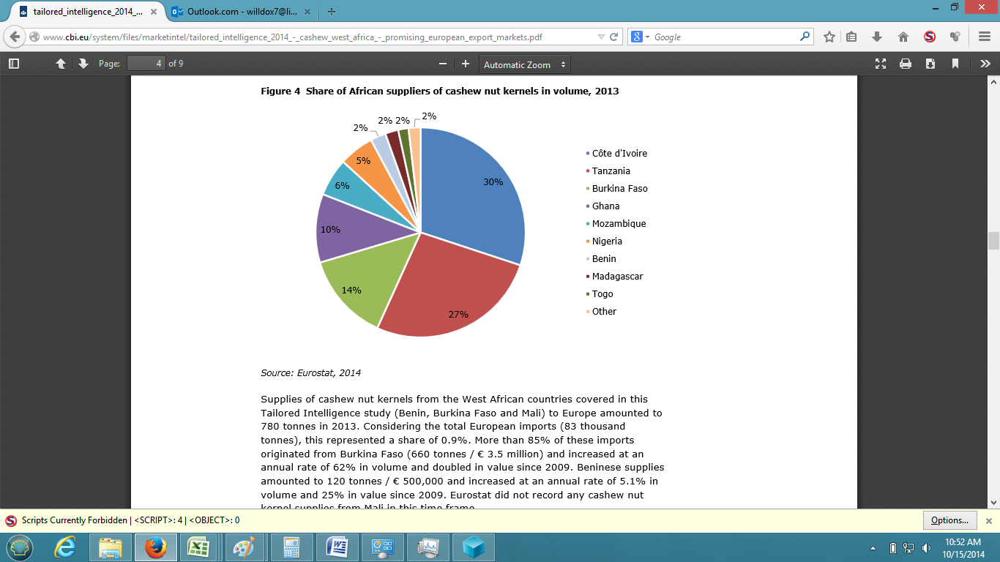 tailored_intelligence_2014_...
Outlook.com - willdox7@li...
www.cbi.eu/system/files/marketintel/tailored_intelligence_2014_-_cashew_west_africa_-_promising_european_export_markets.pdf
Google
Page: 4 of 9
Automatic Zoom
Figure 4 Share of African suppliers of cashew nut kernels in volume, 2013
2%
2%
2%
2%
5%
6%
10%
14%
27%
30%
Côte d'Ivoire
Tanzania
Burkina Faso
Ghana
Mozambique
Nigeria
Benin
Madagascar
Togo
Other
Source: Eurostat, 2014
Supplies of cashew nut kernels from the West African countries covered in this
Tailored Intelligence study (Benin, Burkina Faso and Mali) to Europe amounted to
780 tonnes in 2013. Considering the total European imports (83 thousand
tonnes), this represented a share of 0.9%. More than 85% of these imports
originated from Burkina Faso (660 tonnes / € 3.5 million) and increased at an
annual rate of 62% in volume and doubled in value since 2009. Beninese supplies
amounted to 120 tonnes / € 500,000 and increased at an annual rate of 5.1% in
volume and 25% in value since 2009. Eurostat did not record any cashew nut
kernel supplies from Mali in this time frame.
Scripts Currently Forbidden | <SCRIPT>: 4 | <OBJECT>: 0
Options...
10:52 AM
10/15/2014